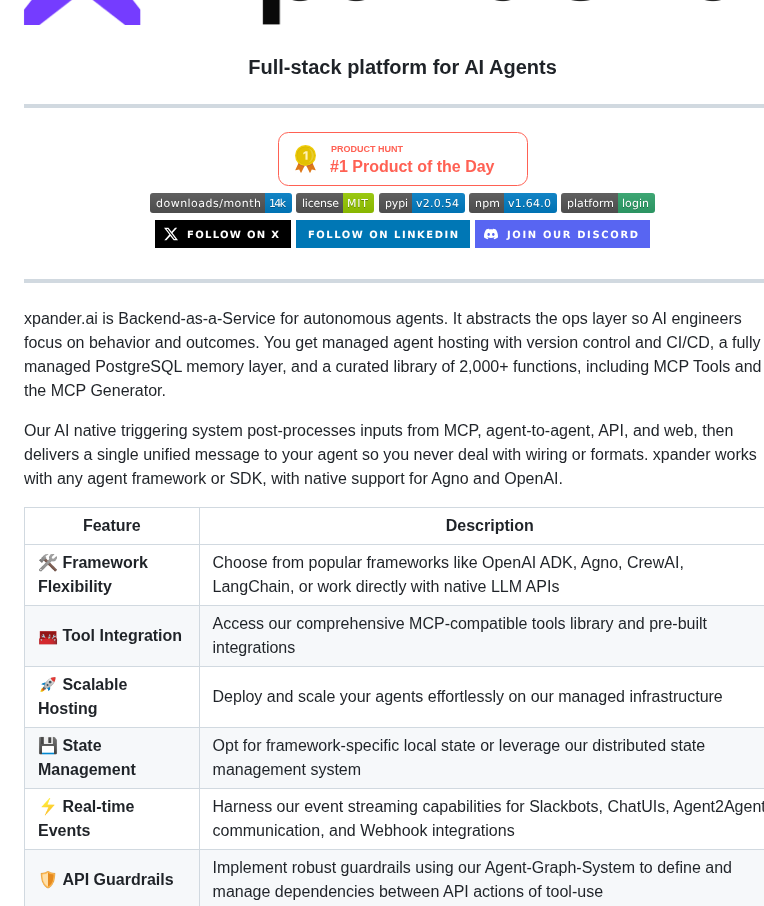 Full-stack platform for AI Agents
1
PRODUCT HUNT
#1 Product of the Day
downloads/month 14k license MIT pypi v2.0.54 npm v1.64.0 platform login
FOLLOW ON X FOLLOW ON LINKEDIN JOIN OUR DISCORD
xpander.ai is Backend-as-a-Service for autonomous agents. It abstracts the ops layer so AI engineers
focus on behavior and outcomes. You get managed agent hosting with version control and CI/CD, a fully
managed PostgreSQL memory layer, and a curated library of 2,000+ functions, including MCP Tools and
the MCP Generator.
Our AI native triggering system post-processes inputs from MCP, agent-to-agent, API, and web, then
delivers a single unified message to your agent so you never deal with wiring or formats. xpander works
with any agent framework or SDK, with native support for Agno and OpenAI.
Feature Description
🛠️ Framework
Flexibility
Choose from popular frameworks like OpenAI ADK, Agno, CrewAI,
LangChain, or work directly with native LLM APIs
🧰 Tool Integration
Access our comprehensive MCP-compatible tools library and pre-built
integrations
🚀 Scalable
Hosting
Deploy and scale your agents effortlessly on our managed infrastructure
💾 State
Management
Opt for framework-specific local state or leverage our distributed state
management system
⚡ Real-time
Events
Harness our event streaming capabilities for Slackbots, ChatUIs, Agent2Agent
communication, and Webhook integrations
🛡️ API Guardrails
Implement robust guardrails using our Agent-Graph-System to define and
manage dependencies between API actions of tool-use